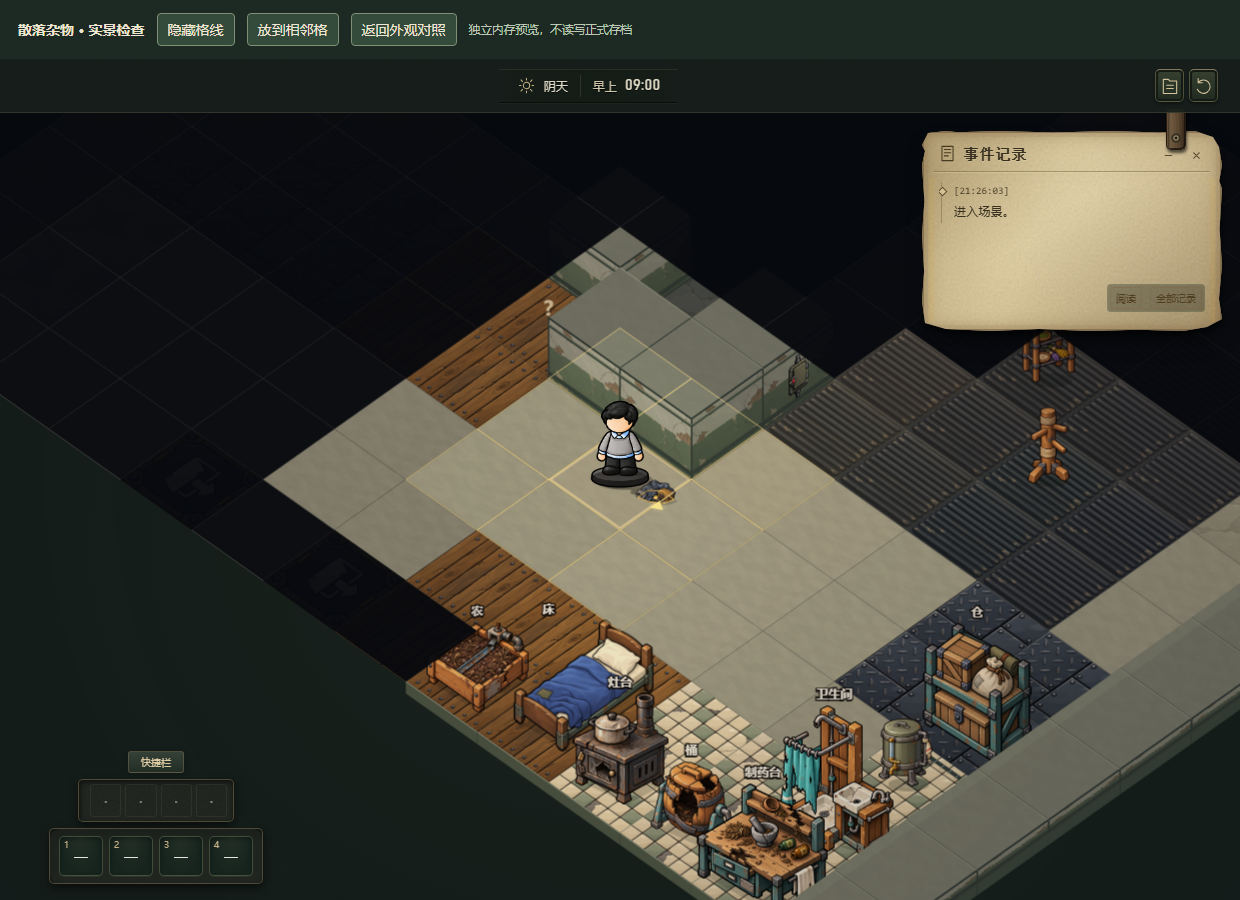 散落杂物 • 实景检查
隐藏格线
放到相邻格
返回外观对照
独立内存预览，不读写正式存档
阴天
早上 09:00
事件记录
[21:26:03]
进入场景。
阅读
全部记录
?
农
床
仓
灶台
卫生间
桶
制药台
快捷栏
1
2
3
4